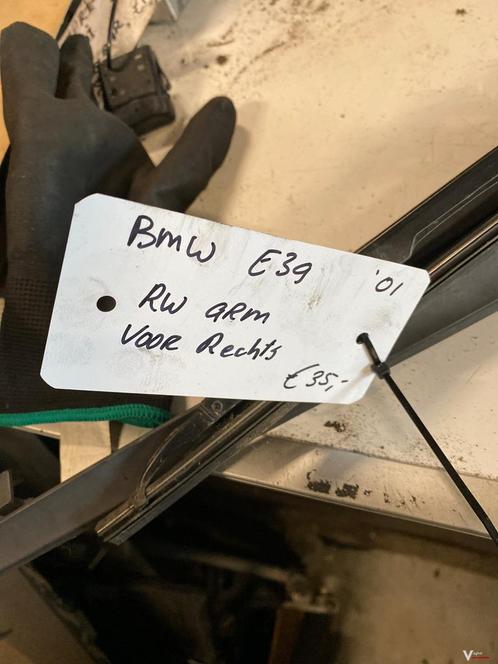 BMW E39 '01
RW arm
Voor Rechts
€35,-